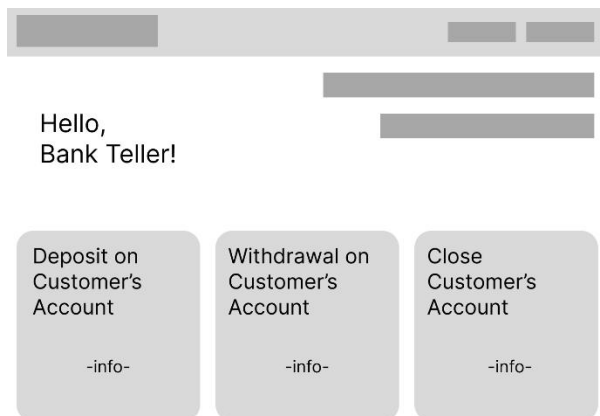 Hello,
Bank Teller!
Deposit on
Customer's
Account
-info-
Withdrawal on
Customer's
Account
-info-
Close
Customer's
Account
-info-